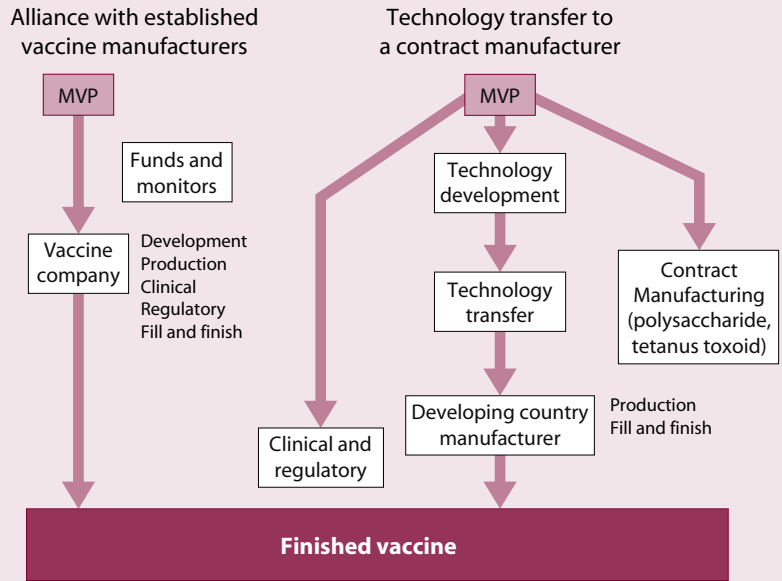 Alliance with established
vaccine manufacturers
MVP
Funds and
monitors
Vaccine
company
Development
Production
Clinical
Regulatory
Fill and finish
Technology transfer to
a contract manufacturer
MVP
Technology
development
Technology
transfer
Contract
Manufacturing
(polysaccharide,
tetanus toxoid)
Clinical and
regulatory
Developing country
manufacturer
Production
Fill and finish
Finished vaccine